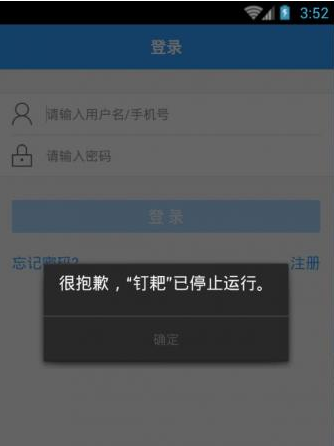 3:52
登录
请输入用户名/手机号
请输入密码
登录
忘记密码?
注册
很抱歉，“钉耙”已停止运行。
确定